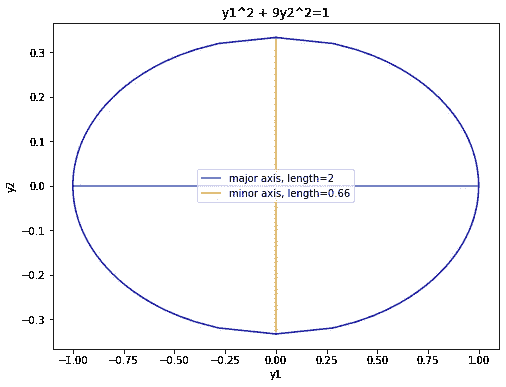 y1^2 + 9y2^2=1
0.3
0.2
0.1
0.0
−0.1
−0.2
−0.3
y2
major axis, length=2
minor axis, length=0.66
−1.00 −0.75 −0.50 −0.25 0.00 0.25 0.50 0.75 1.00
y1